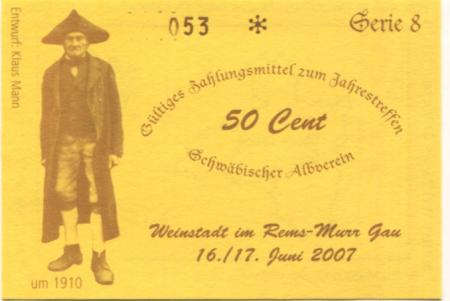 053 * Serie 8
Entwurf: Klaus Mann
Gültiges Zahlungsmittel zum Jahrestreffen
50 Cent
Schwäbischer Albverein
Weinstadt im Rems-Murr Gau
16./17. Juni 2007
um 1910